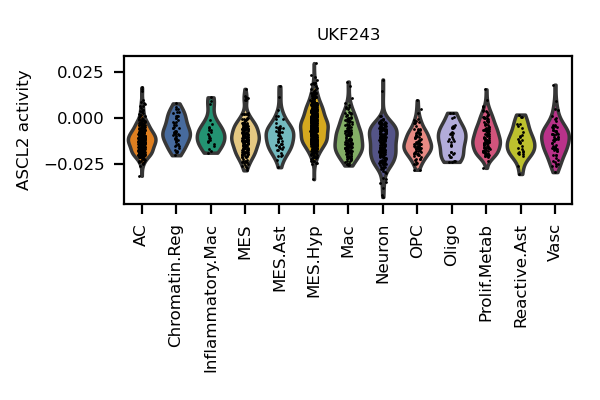 UKF243
ASCL2 activity
0.025
0.000
−0.025
AC
Chromatin.Reg
Inflammatory.Mac
MES
MES.Ast
MES.Hyp
Mac
Neuron
OPC
Oligo
Prolif.Metab
Reactive.Ast
Vasc